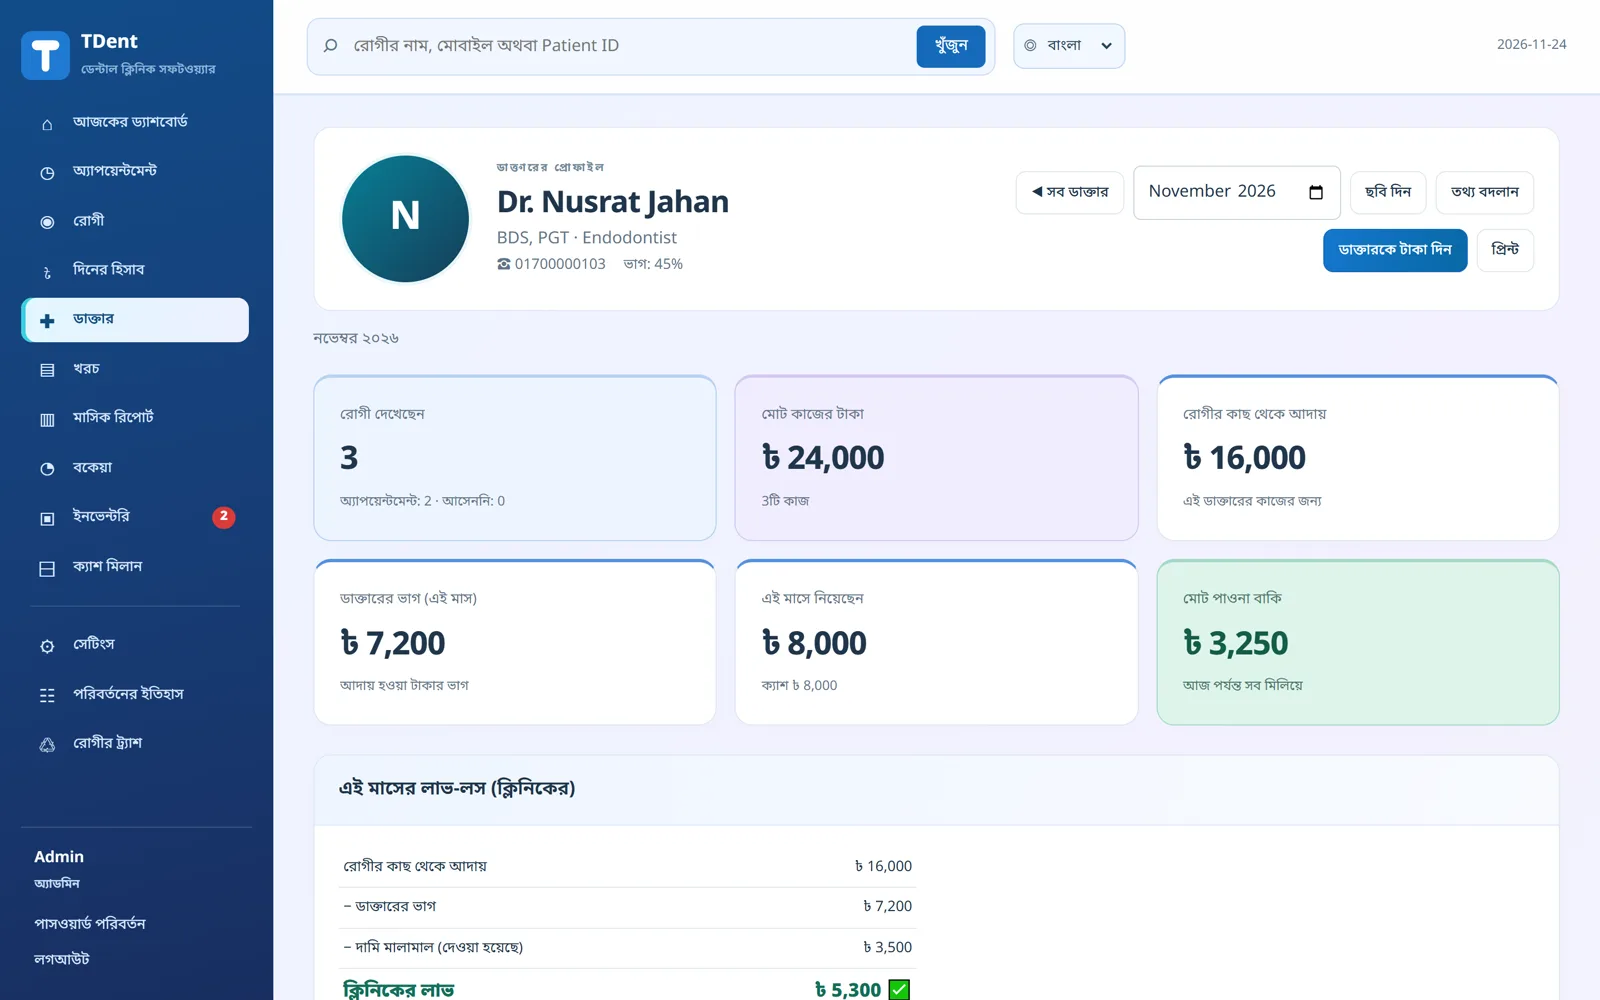 TDent
ডেন্টাল ক্লিনিক সফটওয়্যার
আজকের ড্যাশবোর্ড
অ্যাপয়েন্টমেন্ট
রোগী
দিনের হিসাব
ডাক্তার
খরচ
মাসিক রিপোর্ট
বকেয়া
ইনভেন্টরি 2
ক্যাশ মিলান
সেটিংস
পরিবর্তনের ইতিহাস
রোগীর ট্র্যাশ
Admin
অ্যাডমিন
পাসওয়ার্ড পরিবর্তন
লগআউট
রোগীর নাম, মোবাইল অথবা Patient ID
খুঁজুন
বাংলা
2026-11-24
N
ডাক্তারের প্রোফাইল
Dr. Nusrat Jahan
BDS, PGT · Endodontist
☎ 01700000103 ভাগ: 45%
◀ সব ডাক্তার
November 2026
ছবি দিন
তথ্য বদলান
ডাক্তারকে টাকা দিন
প্রিন্ট
নভেম্বর ২০২৬
রোগী দেখেছেন
3
অ্যাপয়েন্টমেন্ট: 2 · আসেননি: 0
মোট কাজের টাকা
৳ 24,000
3টি কাজ
রোগীর কাছ থেকে আদায়
৳ 16,000
এই ডাক্তারের কাজের জন্য
ডাক্তারের ভাগ (এই মাস)
৳ 7,200
আদায় হওয়া টাকার ভাগ
এই মাসে নিয়েছেন
৳ 8,000
ক্যাশ ৳ 8,000
মোট পাওনা বাকি
৳ 3,250
আজ পর্যন্ত সব মিলিয়ে
এই মাসের লাভ-লস (ক্লিনিকের)
রোগীর কাছ থেকে আদায় ৳ 16,000
− ডাক্তারের ভাগ ৳ 7,200
− দামি মালামাল (দেওয়া হয়েছে) ৳ 3,500
ক্লিনিকের লাভ ৳ 5,300 ✅